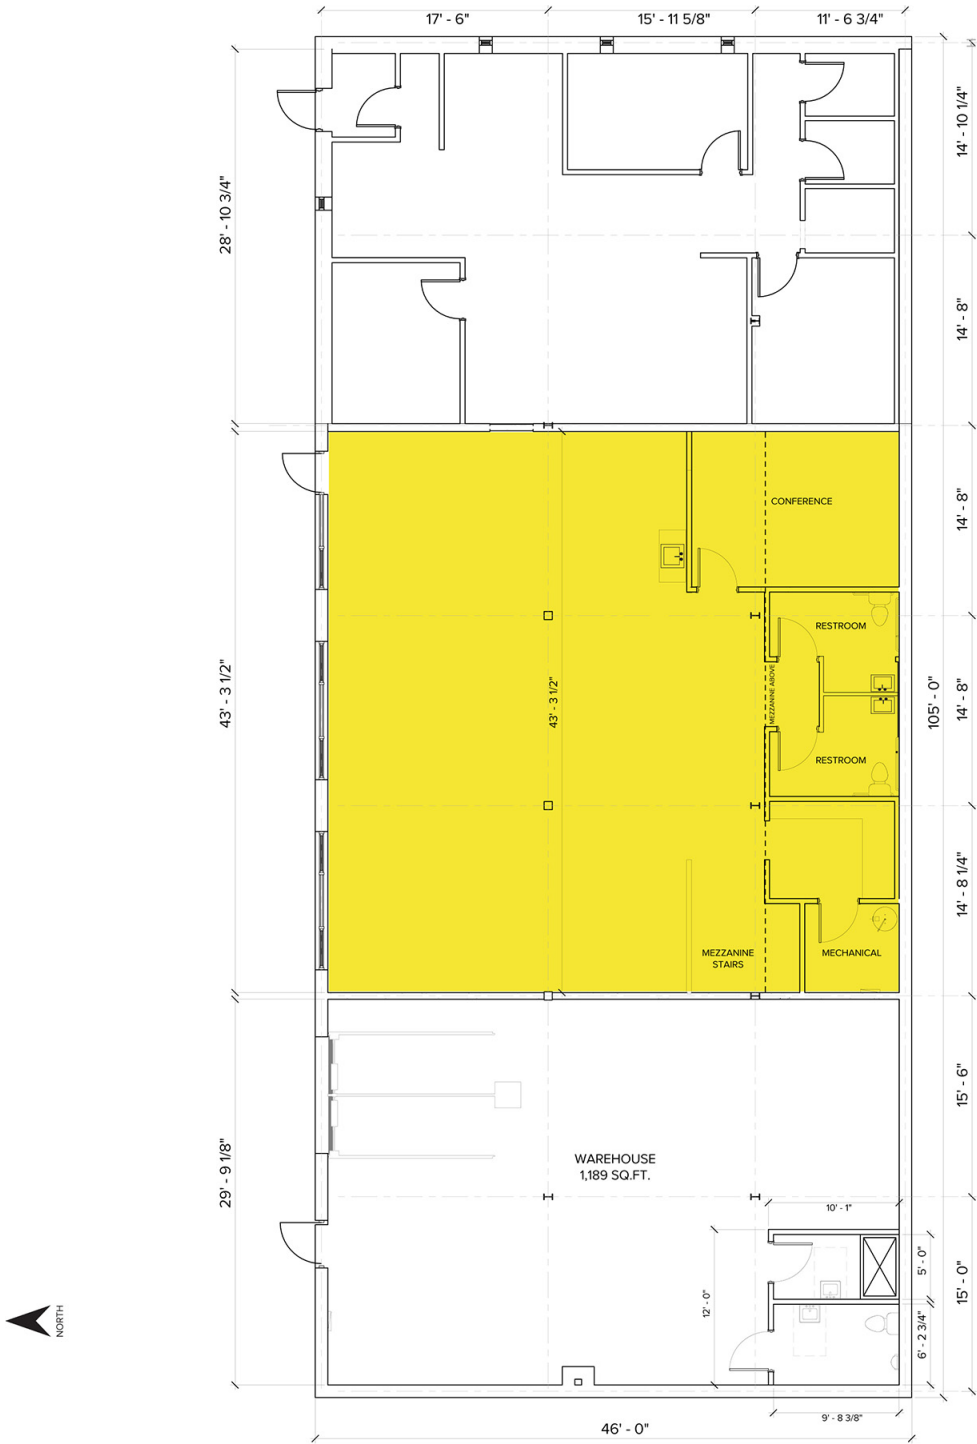 17' - 6"
15' - 11 5/8"
11' - 6 3/4"
14' - 10 1/4"
28' - 10 3/4"
14' - 8"
CONFERENCE
14' - 8"
RESTROOM
43' - 3 1/2"
43' - 3 1/2"
MEZZANINE ABOVE
105' - 0"
14' - 8"
RESTROOM
14' - 8 1/4"
MEZZANINE
STAIRS
MECHANICAL
15' - 6"
29' - 9 1/8"
WAREHOUSE
1,189 SQ.FT.
10' - 1"
5' - 0"
15' - 0"
12' - 0"
6' - 2 3/4"
NORTH
9' - 8 3/8"
46' - 0"